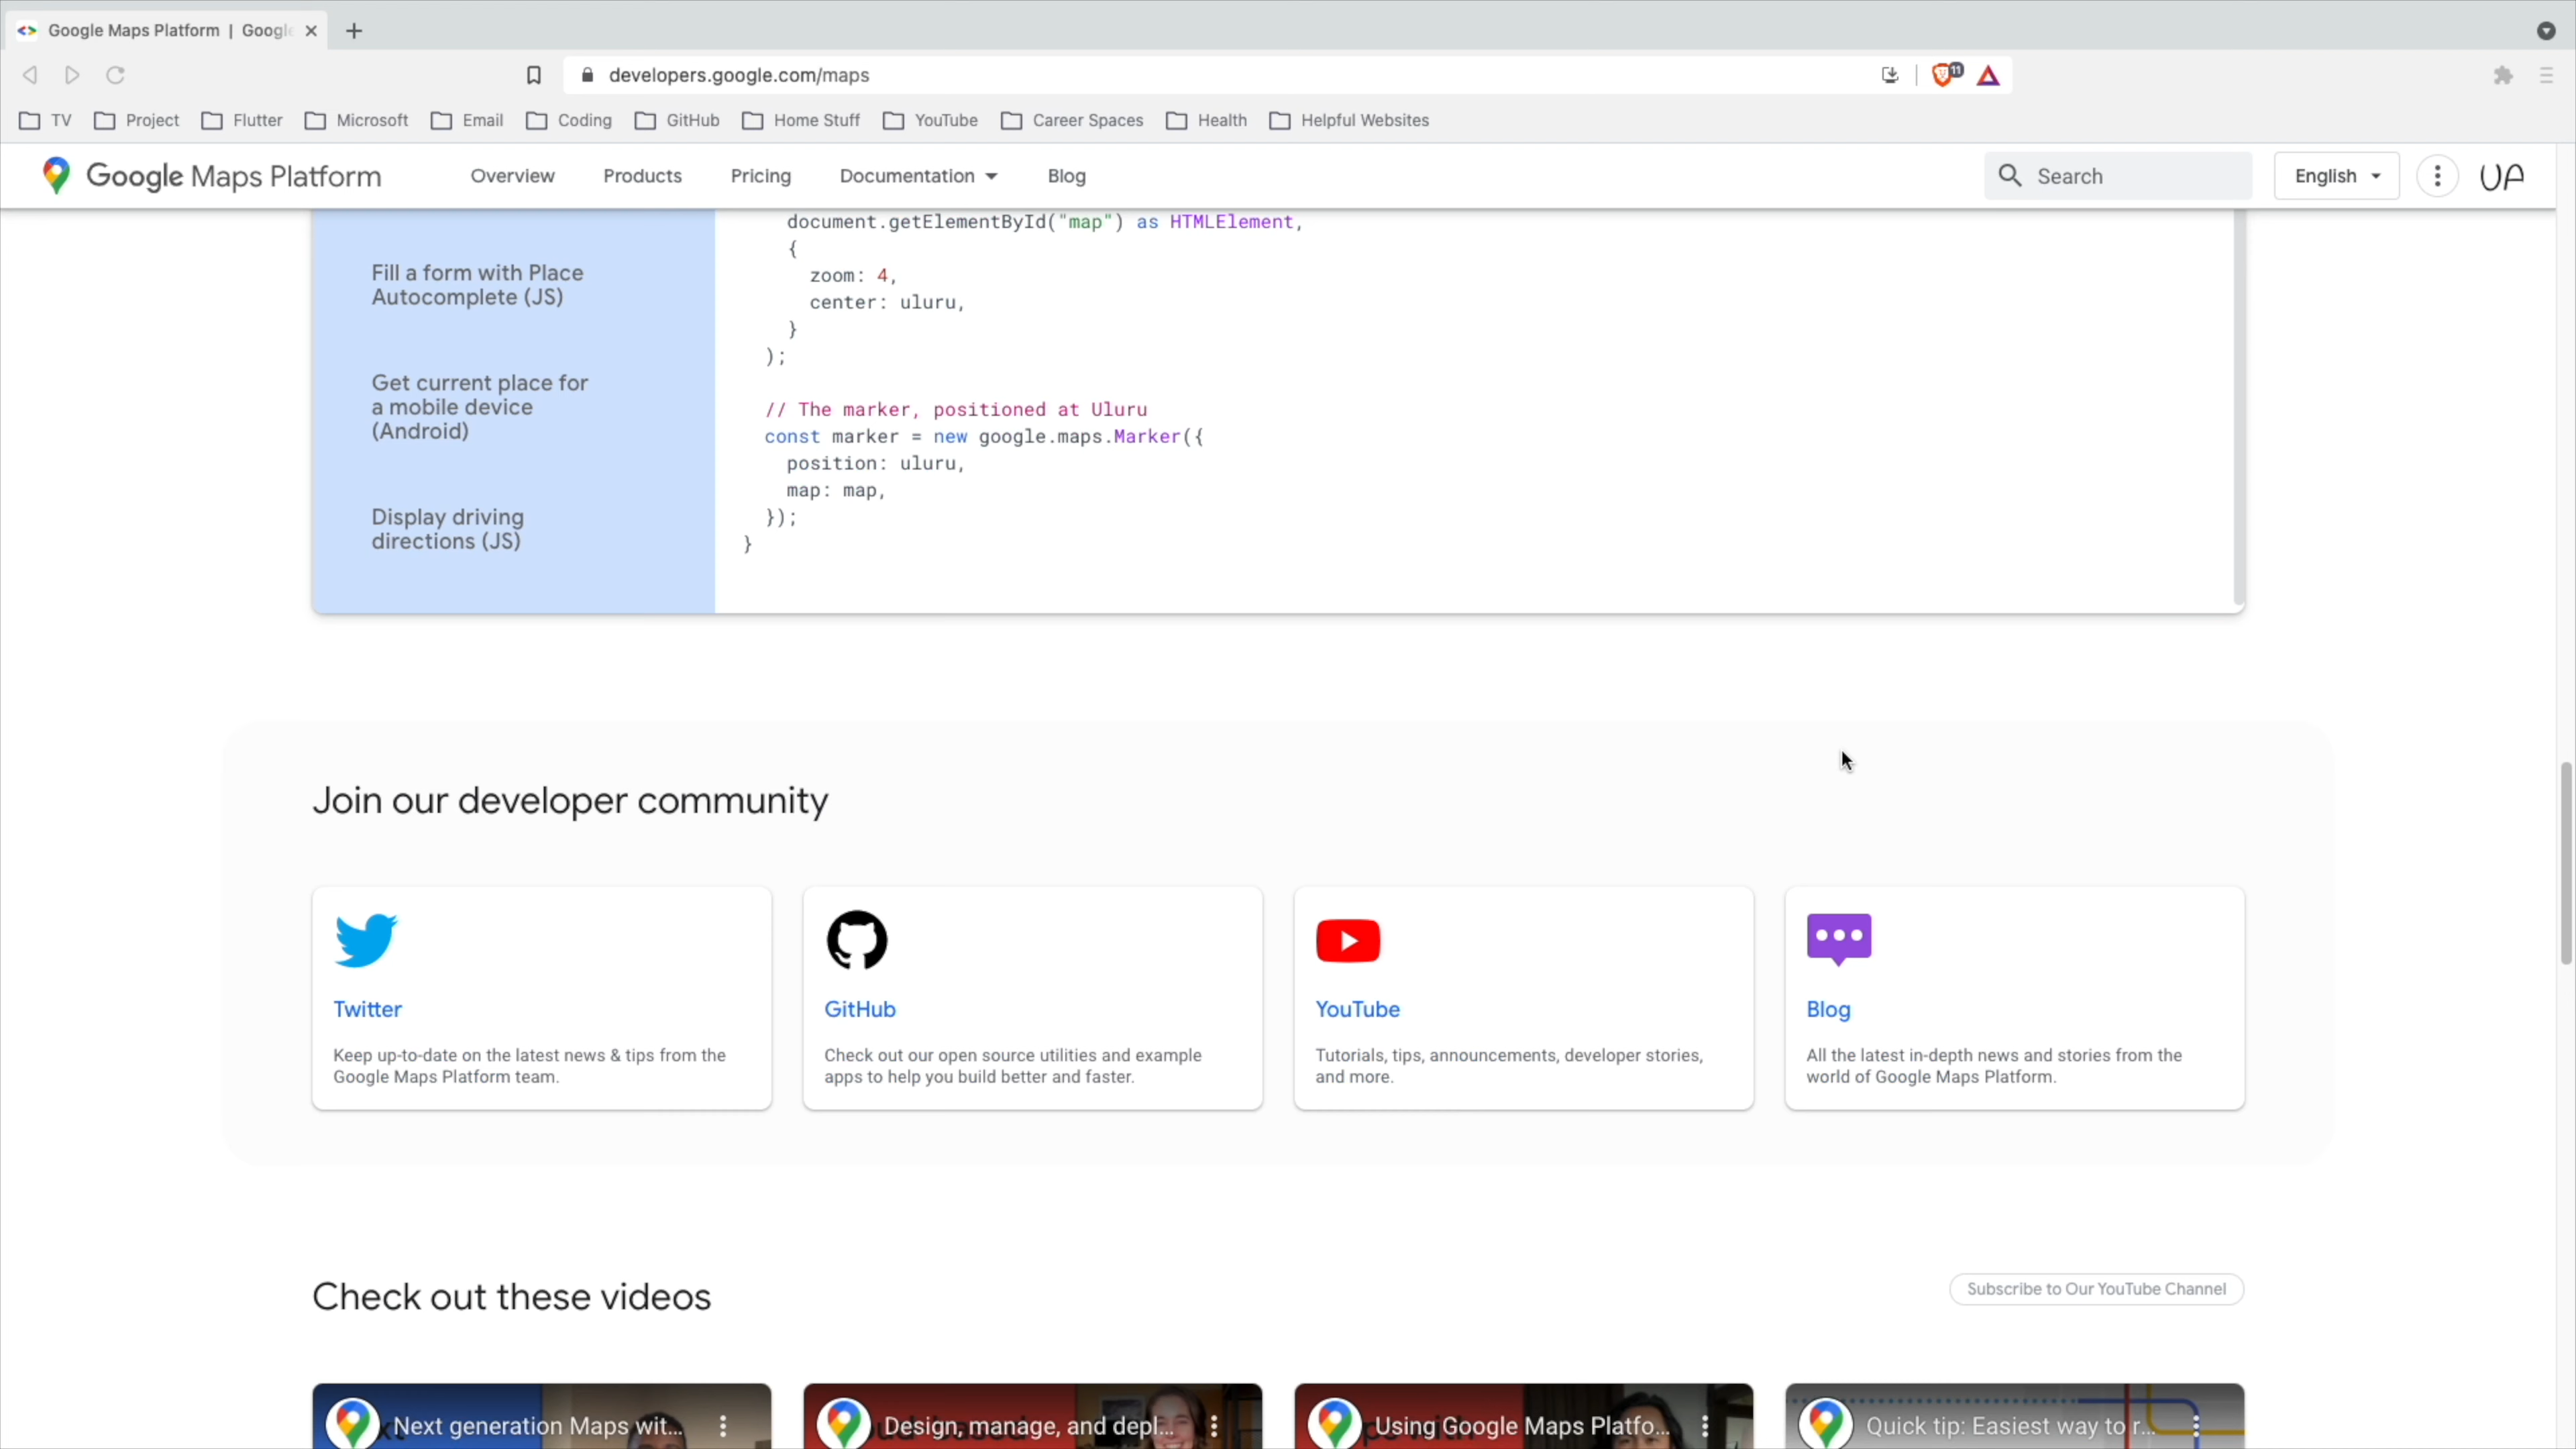 Google Maps Platform | Google
developers.google.com/maps
11
TV
Project
Flutter
Microsoft
Email
Coding
GitHub
Home Stuff
YouTube
Career Spaces
Health
Helpful Websites
Google Maps Platform
Overview
Products
Pricing
Documentation
Blog
Search
English
Fill a form with Place
Autocomplete (JS)
Get current place for
a mobile device
(Android)
Display driving
directions (JS)
document.getElementById("map") as HTMLElement,
{
zoom: 4,
center: uluru,
}
);
// The marker, positioned at Uluru
const marker = new google.maps.Marker({
position: uluru,
map: map,
});
}
Join our developer community
Twitter
Keep up-to-date on the latest news & tips from the
Google Maps Platform team.
GitHub
Check out our open source utilities and example
apps to help you build better and faster.
YouTube
Tutorials, tips, announcements, developer stories,
and more.
Blog
All the latest in-depth news and stories from the
world of Google Maps Platform.
Check out these videos
Subscribe to Our YouTube Channel
Next generation Maps wit...
Design, manage, and depl...
Using Google Maps Platfo...
Quick tip: Easiest way to r...